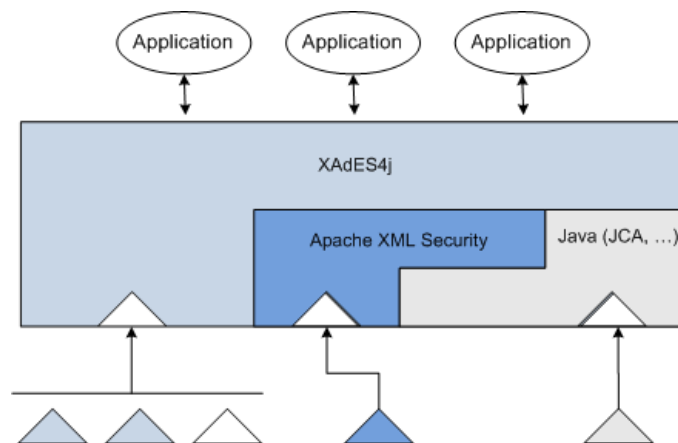 Application
Application
Application
XAdES4j
Apache XML Security
Java (JCA, …)